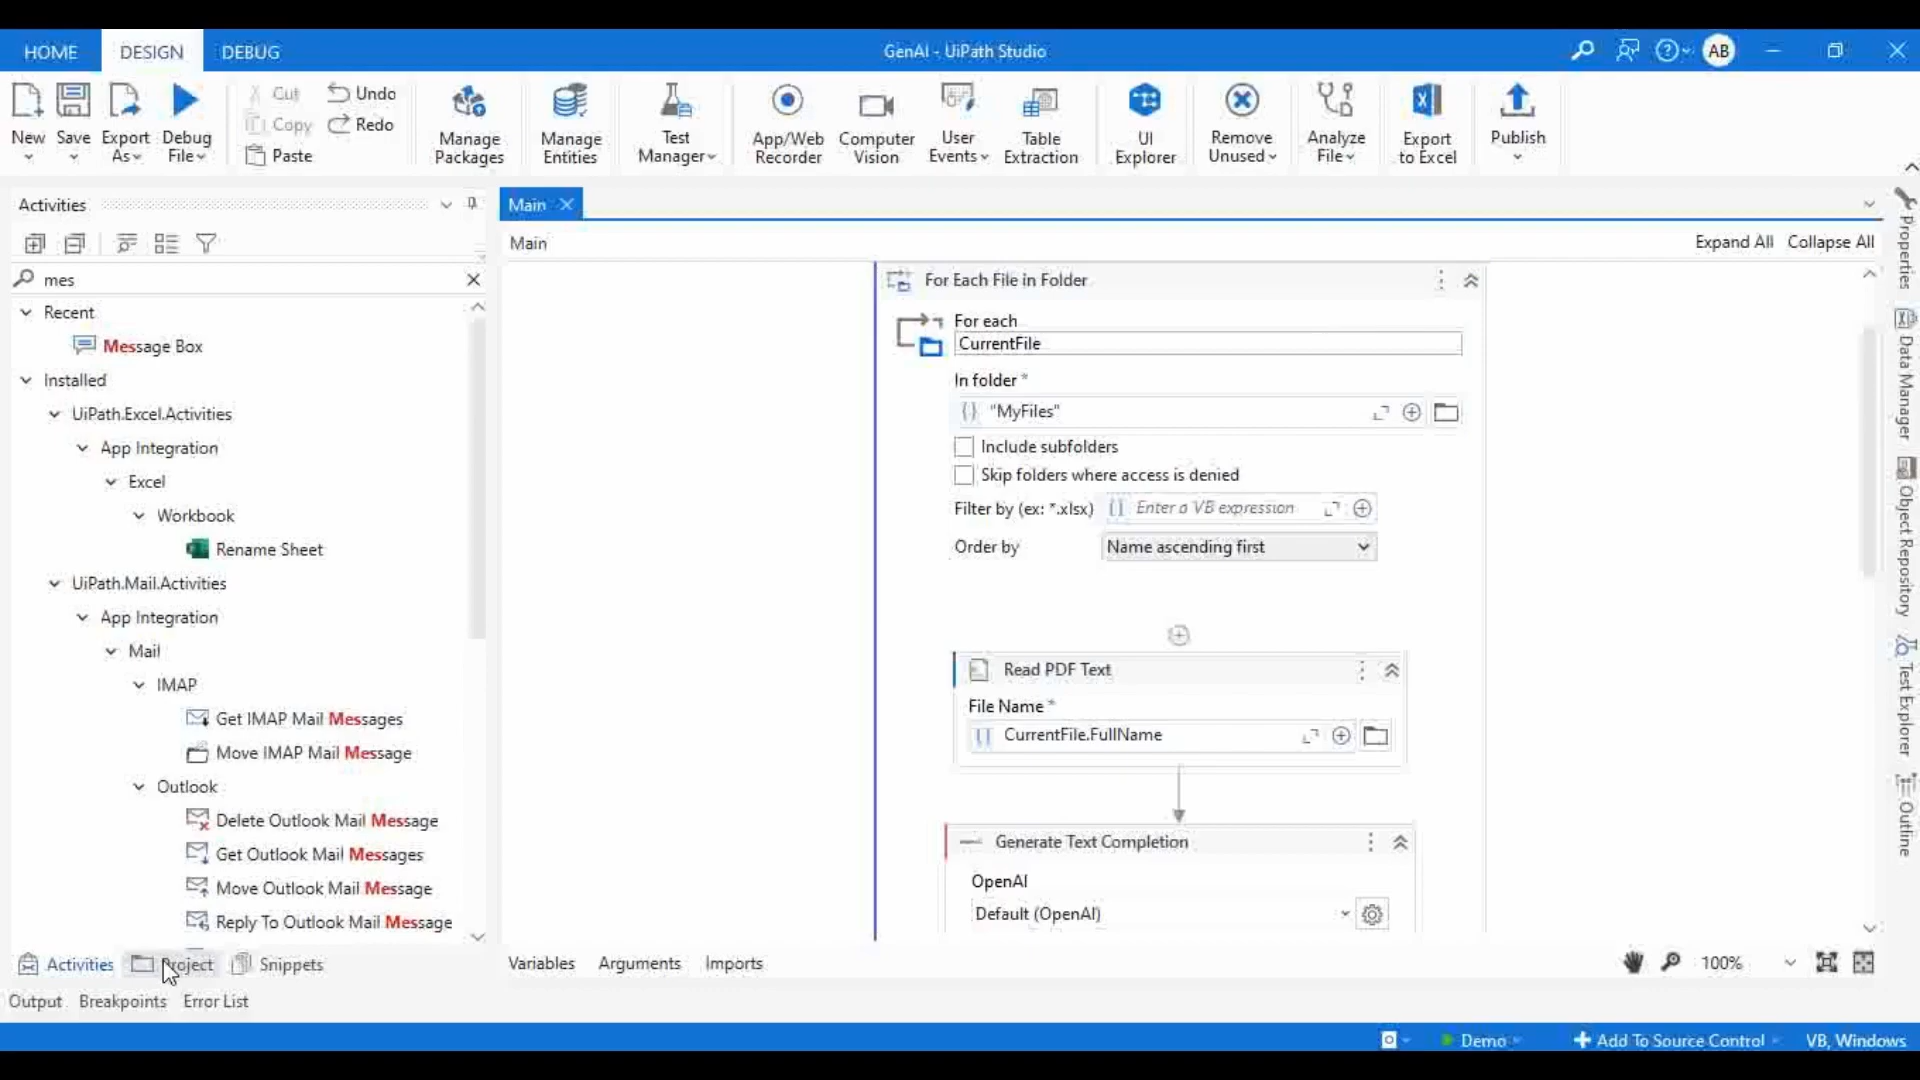 HOME DESIGN DEBUG GenAI - UiPath Studio AB
New Save Export As Debug File Cut Copy Paste Undo Redo Manage Packages Manage Entities Test Manager App/Web Recorder Computer Vision User Events Table Extraction UI Explorer Remove Unused Analyze File Export to Excel Publish
Activities
mes
Recent
Message Box
Installed
UiPath.Excel.Activities
App Integration
Excel
Workbook
Rename Sheet
UiPath.Mail.Activities
App Integration
Mail
IMAP
Get IMAP Mail Messages
Move IMAP Mail Message
Outlook
Delete Outlook Mail Message
Get Outlook Mail Messages
Move Outlook Mail Message
Reply To Outlook Mail Message
Activities Project Snippets
Output Breakpoints Error List
Main
Main Expand All Collapse All
For Each File in Folder
For each
CurrentFile
In folder *
"MyFiles"
Include subfolders
Skip folders where access is denied
Filter by (ex: *.xlsx) Enter a VB expression
Order by Name ascending first
Read PDF Text
File Name *
CurrentFile.FullName
Generate Text Completion
OpenAI
Default (OpenAI)
Variables Arguments Imports 100%
Properties
Data Manager
Object Repository
Test Explorer
Outline
Demo Add To Source Control VB, Windows